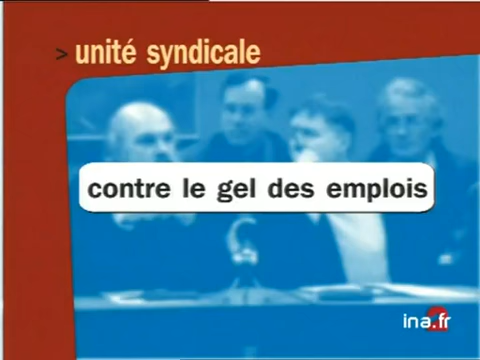 > unité syndicale
contre le gel des emplois
ina.fr